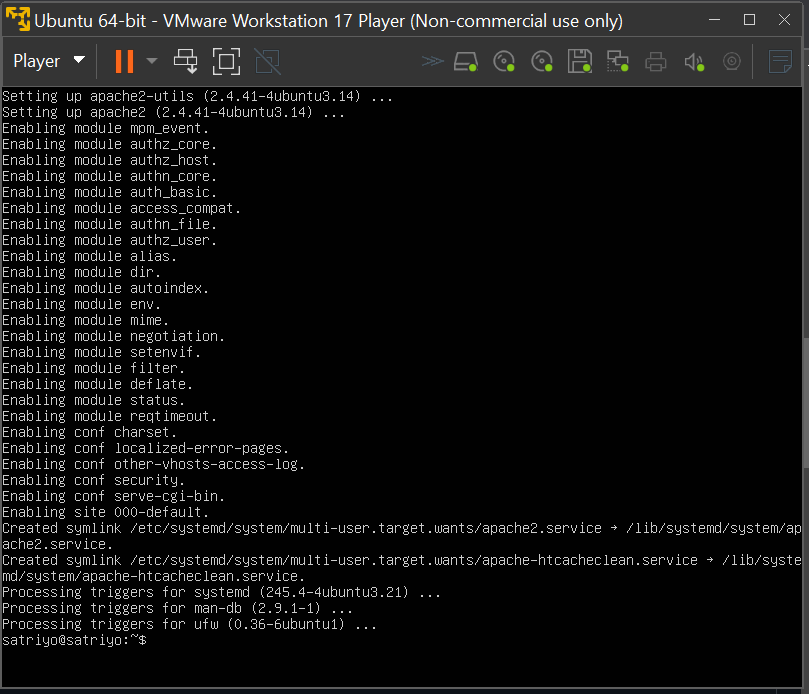 Ubuntu 64-bit - VMware Workstation 17 Player (Non-commercial use only)
Player
Setting up apache2-utils (2.4.41-4ubuntu3.14) ...
Setting up apache2 (2.4.41-4ubuntu3.14) ...
Enabling module mpm_event.
Enabling module authz_core.
Enabling module authz_host.
Enabling module authn_core.
Enabling module auth_basic.
Enabling module access_compat.
Enabling module authn_file.
Enabling module authz_user.
Enabling module alias.
Enabling module dir.
Enabling module autoindex.
Enabling module env.
Enabling module mime.
Enabling module negotiation.
Enabling module setenvif.
Enabling module filter.
Enabling module deflate.
Enabling module status.
Enabling module reqtimeout.
Enabling conf charset.
Enabling conf localized-error-pages.
Enabling conf other-vhosts-access-log.
Enabling conf security.
Enabling conf serve-cgi-bin.
Enabling site 000-default.
Created symlink /etc/systemd/system/multi-user.target.wants/apache2.service → /lib/systemd/system/ap
ache2.service.
Created symlink /etc/systemd/system/multi-user.target.wants/apache-htcacheclean.service → /lib/syste
md/system/apache-htcacheclean.service.
Processing triggers for systemd (245.4-4ubuntu3.21) ...
Processing triggers for man-db (2.9.1-1) ...
Processing triggers for ufw (0.36-6ubuntu1) ...
satriyo@satriyo:~$